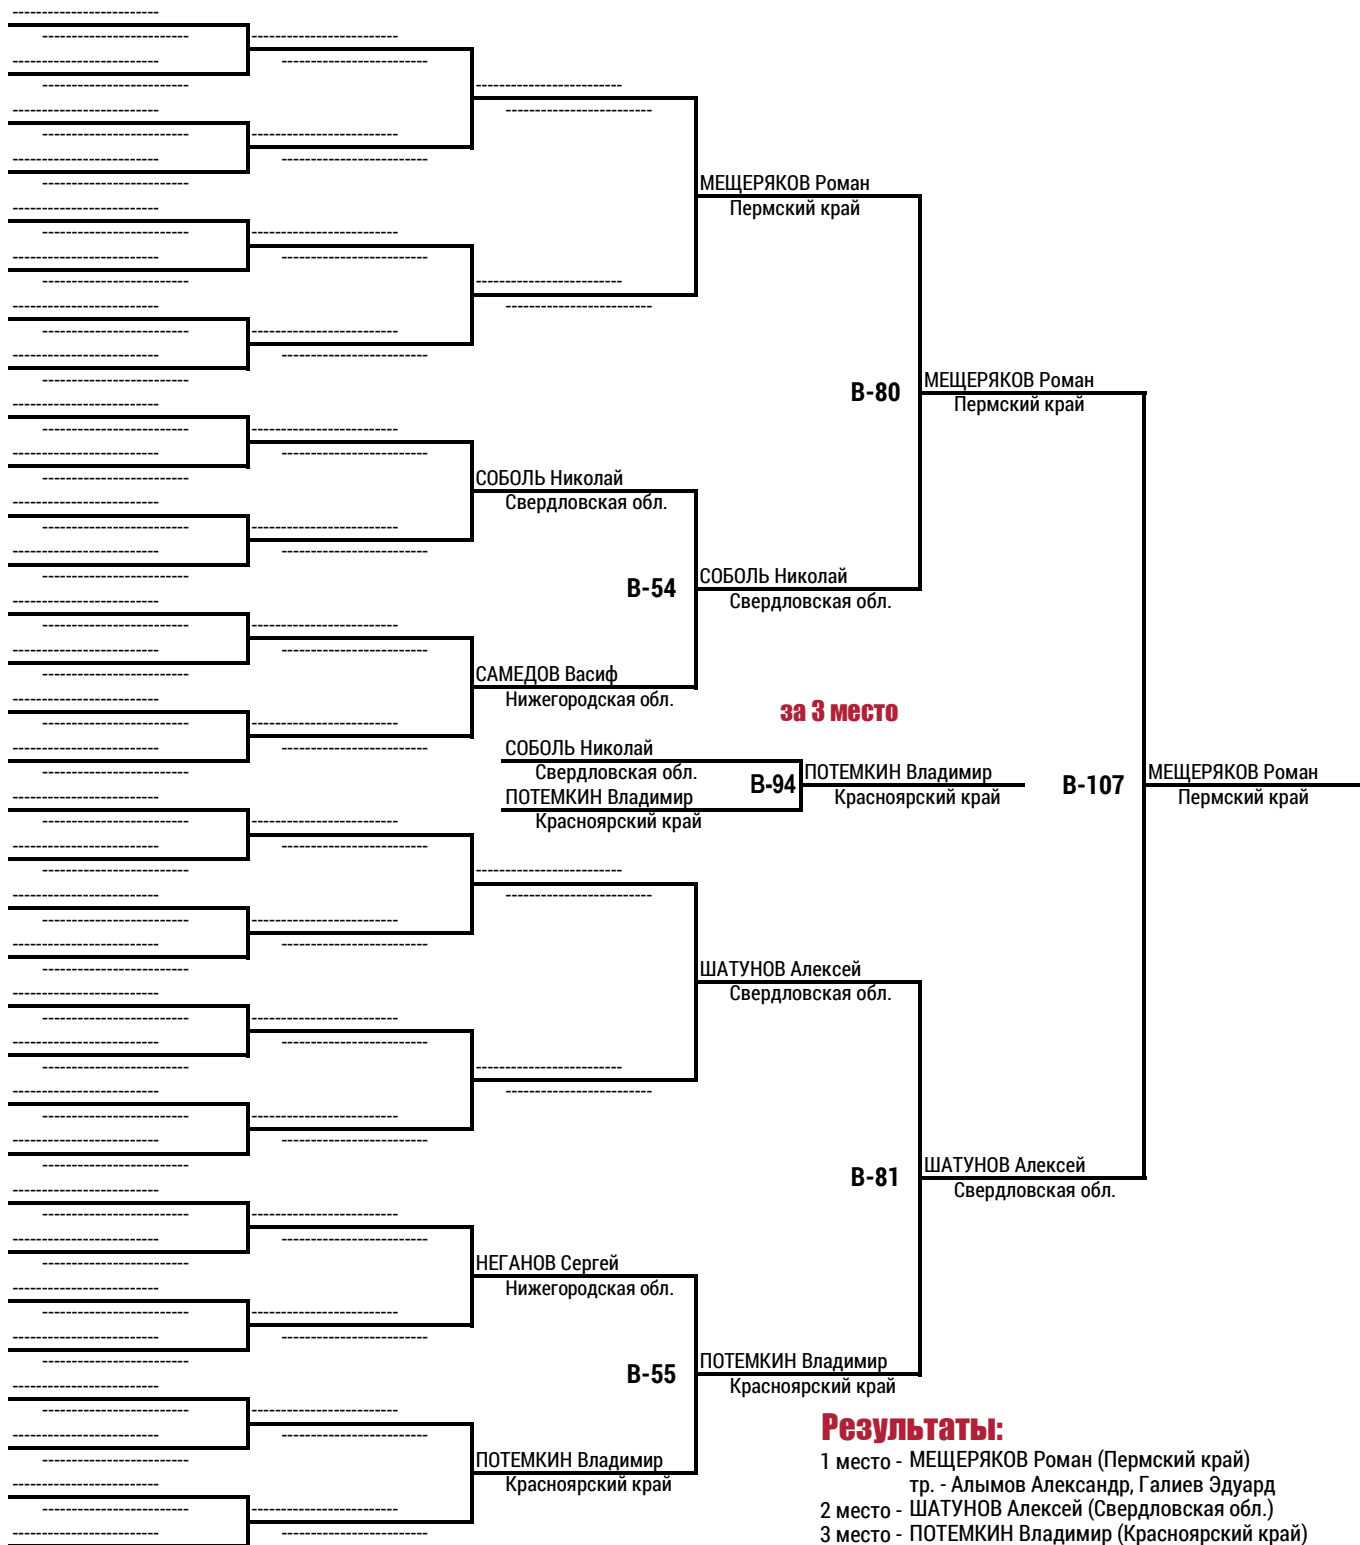 МЕЩЕРЯКОВ Роман
Пермский край
B-80
МЕЩЕРЯКОВ Роман
Пермский край
СОБОЛЬ Николай
Свердловская обл.
B-54
СОБОЛЬ Николай
Свердловская обл.
САМЕДОВ Васиф
Нижегородская обл.
за 3 место
СОБОЛЬ Николай
Свердловская обл.
ПОТЕМКИН Владимир
Красноярский край
B-94
ПОТЕМКИН Владимир
Красноярский край
B-107
МЕЩЕРЯКОВ Роман
Пермский край
ШАТУНОВ Алексей
Свердловская обл.
B-81
ШАТУНОВ Алексей
Свердловская обл.
НЕГАНОВ Сергей
Нижегородская обл.
B-55
ПОТЕМКИН Владимир
Красноярский край
ПОТЕМКИН Владимир
Красноярский край
Результаты:
1 место - МЕЩЕРЯКОВ Роман (Пермский край)
тр. - Алымов Александр, Галиев Эдуард
2 место - ШАТУНОВ Алексей (Свердловская обл.)
3 место - ПОТЕМКИН Владимир (Красноярский край)